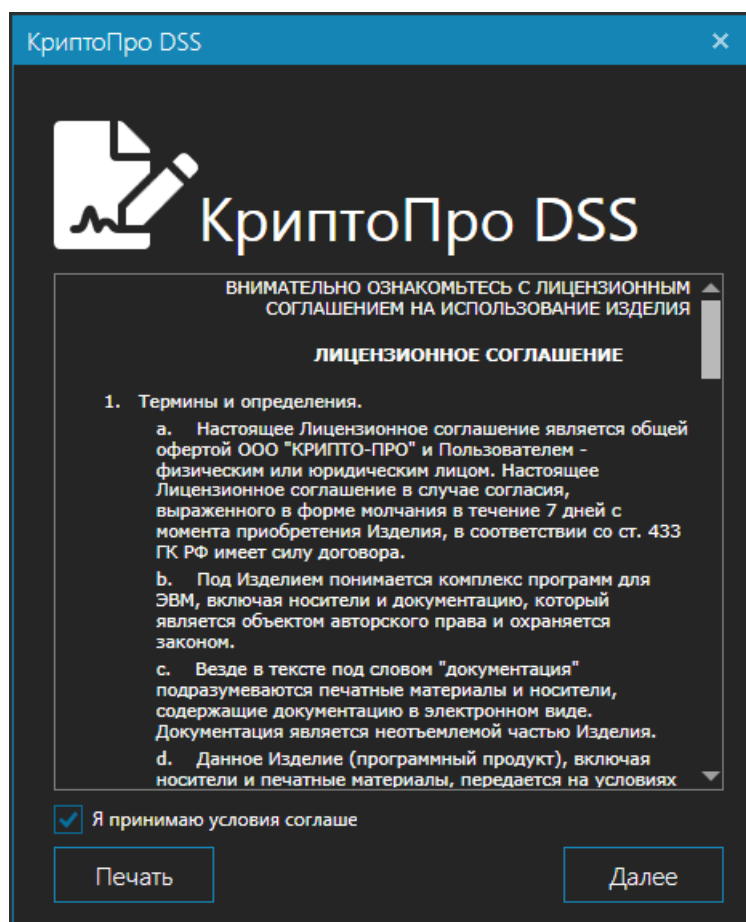 КриптоПро DSS
КриптоПро DSS
ВНИМАТЕЛЬНО ОЗНАКОМЬТЕСЬ С ЛИЦЕНЗИОННЫМ
СОГЛАШЕНИЕМ НА ИСПОЛЬЗОВАНИЕ ИЗДЕЛИЯ
ЛИЦЕНЗИОННОЕ СОГЛАШЕНИЕ
1. Термины и определения.
a. Настоящее Лицензионное соглашение является общей
офертой ООО "КРИПТО-ПРО" и Пользователем -
физическим или юридическим лицом. Настоящее
Лицензионное соглашение в случае согласия,
выраженного в форме молчания в течение 7 дней с
момента приобретения Изделия, в соответствии со ст. 433
ГК РФ имеет силу договора.
b. Под Изделием понимается комплекс программ для
ЭВМ, включая носители и документацию, который
является объектом авторского права и охраняется
законом.
c. Везде в тексте под словом "документация"
подразумеваются печатные материалы и носители,
содержащие документацию в электронном виде.
Документация является неотъемлемой частью Изделия.
d. Данное Изделие (программный продукт), включая
носители и печатные материалы, передается на условиях
Я принимаю условия соглаше
Печать
Далее